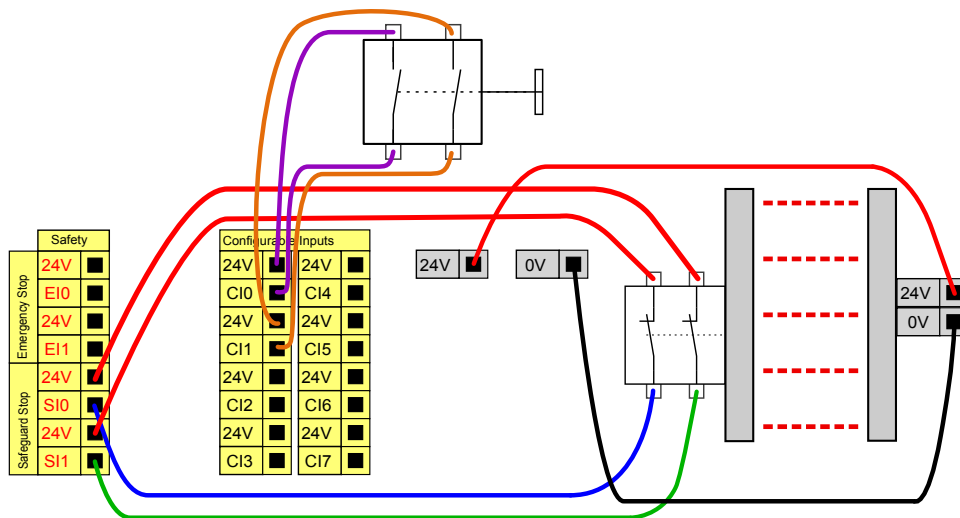 Safety
Emergency Stop
24V
EI0
24V
EI1
Safeguard Stop
24V
SI0
24V
SI1
Configurable Inputs
24V 24V
CI0 CI4
24V 24V
CI1 CI5
24V 24V
CI2 CI6
24V 24V
CI3 CI7
24V
0V
24V
0V